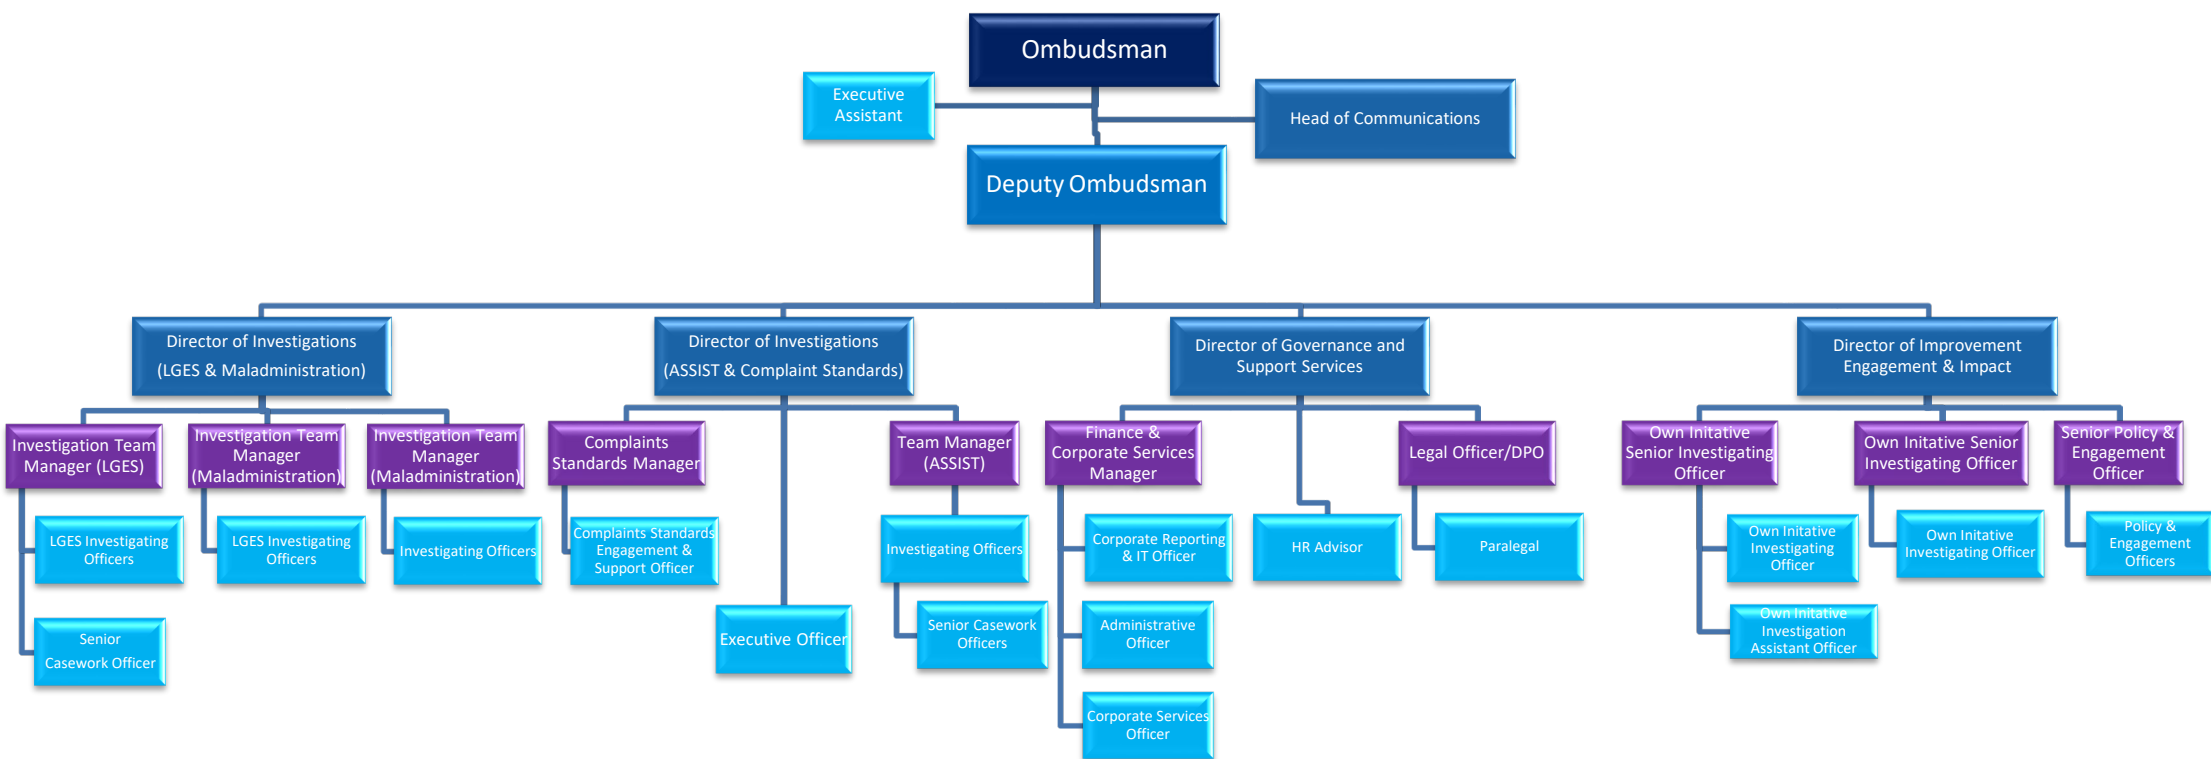 Ombudsman
Executive
Assistant
Head of Communications
Deputy Ombudsman
Director of Investigations
(LGES & Maladministration)
Director of Investigations
(ASSIST & Complaint Standards)
Director of Governance and
Support Services
Director of Improvement
Engagement & Impact
Investigation Team
Manager (LGES)
Investigation Team
Manager
(Maladministration)
Investigation Team
Manager
(Maladministration)
Complaints
Standards Manager
Team Manager
(ASSIST)
Finance &
Corporate Services
Manager
Legal Officer/DPO
Own Initative
Senior Investigating
Officer
Own Initative Senior
Investigating Officer
Senior Policy &
Engagement
Officer
LGES Investigating
Officers
LGES Investigating
Officers
Investigating Officers
Complaints Standards
Engagement &
Support Officer
Investigating Officers
Corporate Reporting
& IT Officer
HR Advisor
Paralegal
Own Initative
Investigating
Officer
Own Initative
Investigating Officer
Policy &
Engagement
Officers
Senior
Casework Officer
Executive Officer
Senior Casework
Officers
Administrative
Officer
Own Initative
Investigation
Assistant Officer
Corporate Services
Officer